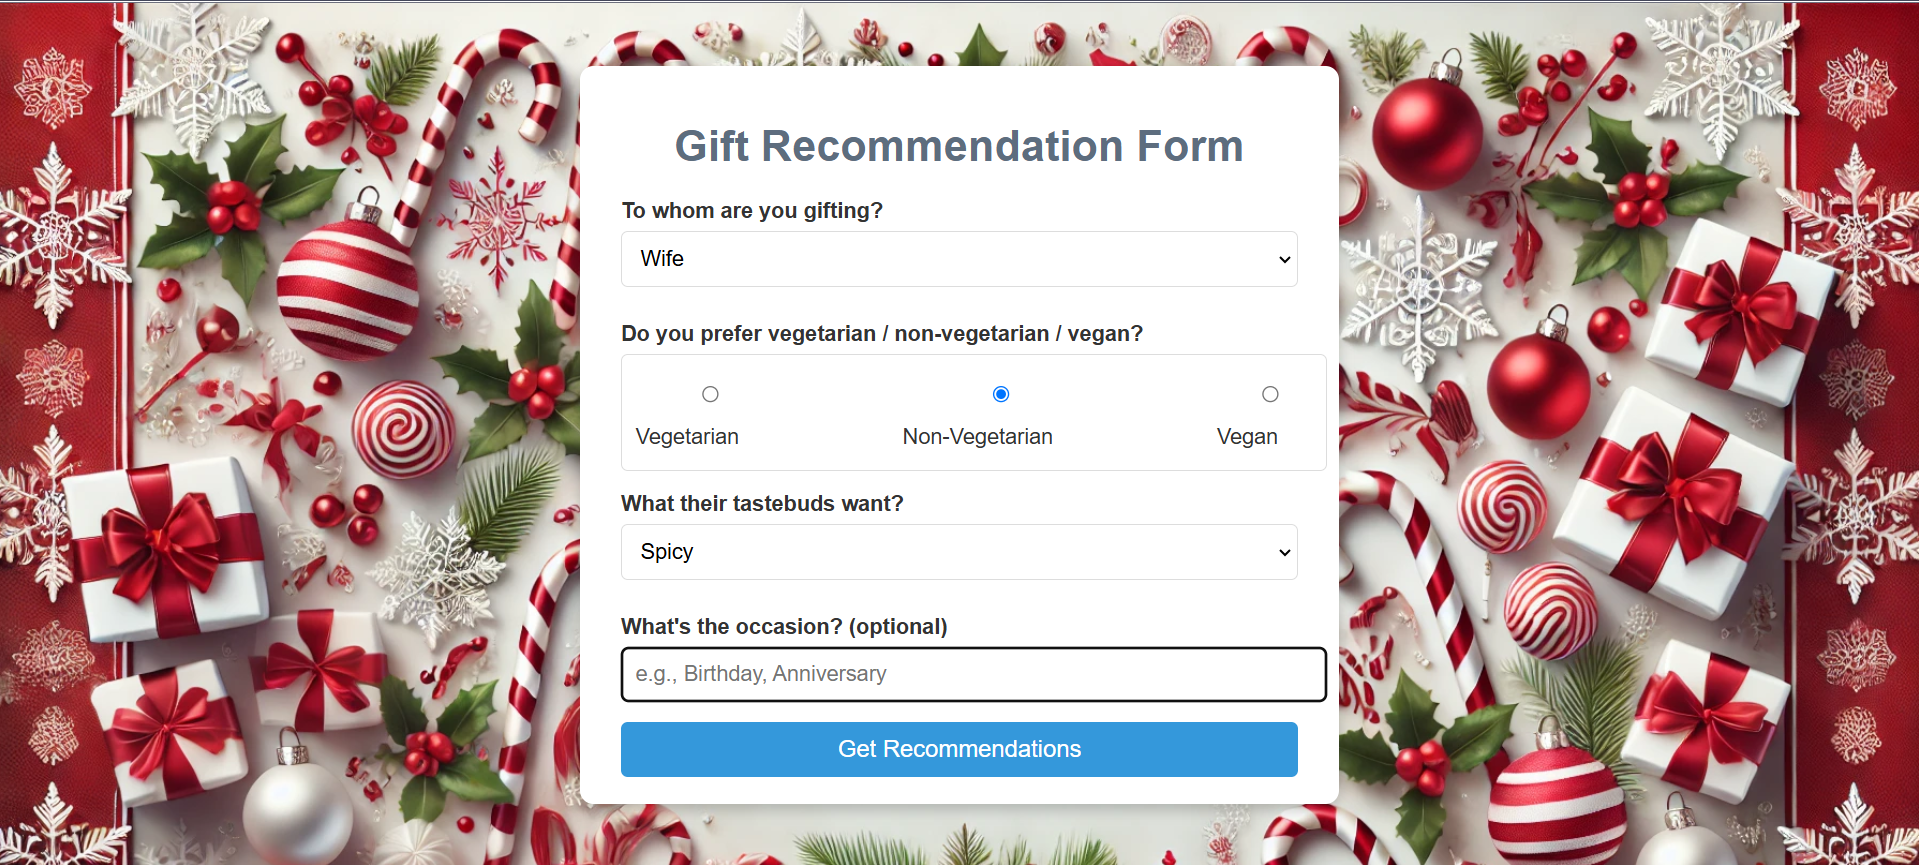 Gift Recommendation Form
To whom are you gifting?
Wife
Do you prefer vegetarian / non-vegetarian / vegan?
Vegetarian
Non-Vegetarian
Vegan
What their tastebuds want?
Spicy
What's the occasion? (optional)
e.g., Birthday, Anniversary
Get Recommendations